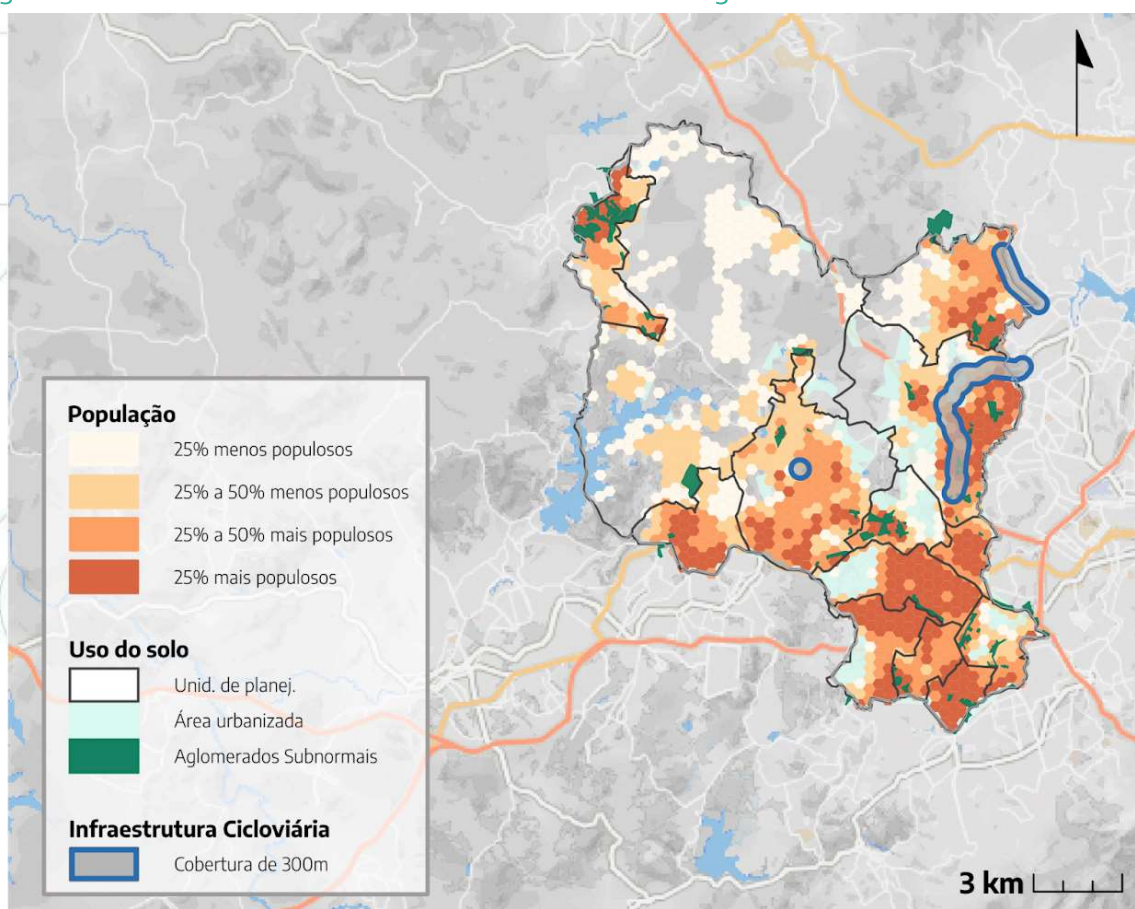 População
25% menos populosos
25% a 50% menos populosos
25% a 50% mais populosos
25% mais populosos
Uso do solo
Unid. de planej.
Área urbanizada
Aglomerados Subnormais
Infraestrutura Cicloviária
Cobertura de 300m
3 km